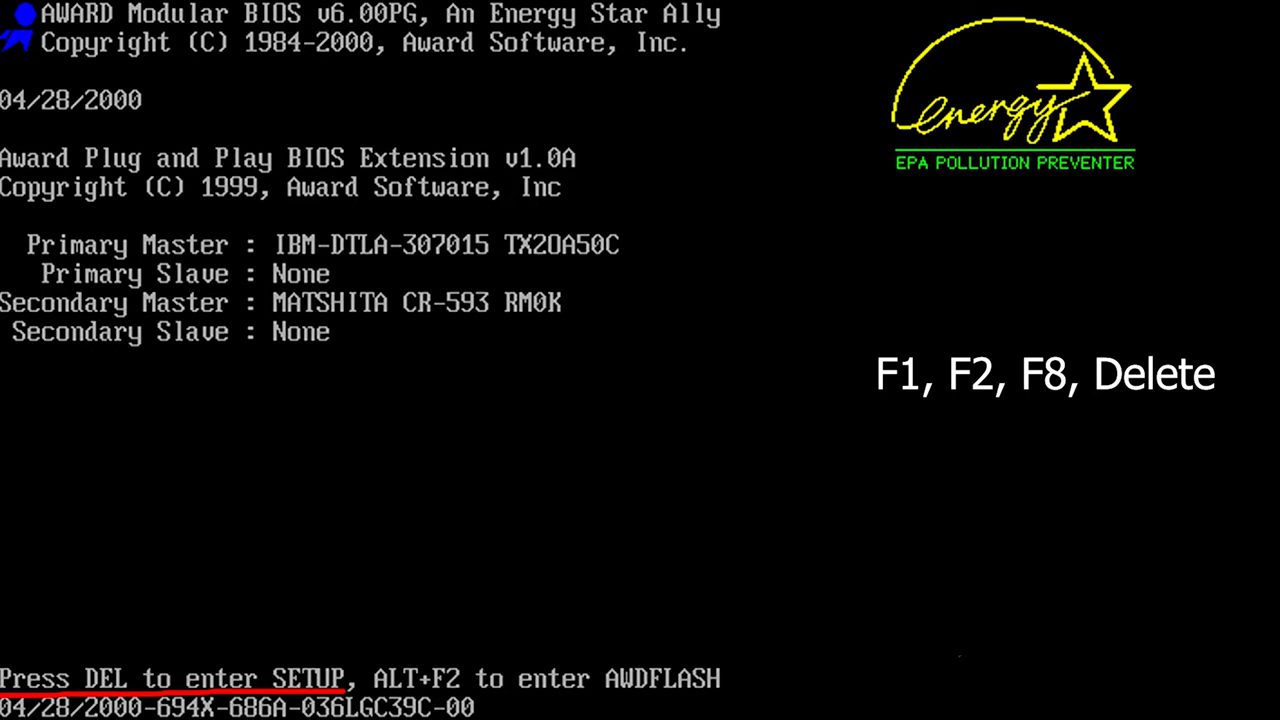 AWARD Modular BIOS v6.00PG, An Energy Star Ally
Copyright (C) 1984-2000, Award Software, Inc.
energy
EPA POLLUTION PREVENTER
04/28/2000
Award Plug and Play BIOS Extension v1.0A
Copyright (C) 1999, Award Software, Inc
Primary Master : IBM-DTLA-307015 TX2OA50C
Primary Slave : None
Secondary Master : MATSHITA CR-593 RM0K
Secondary Slave : None
F1, F2, F8, Delete
Press DEL to enter SETUP, ALT+F2 to enter AWDFLASH
04/28/2000-694X-686A-036LGC39C-00